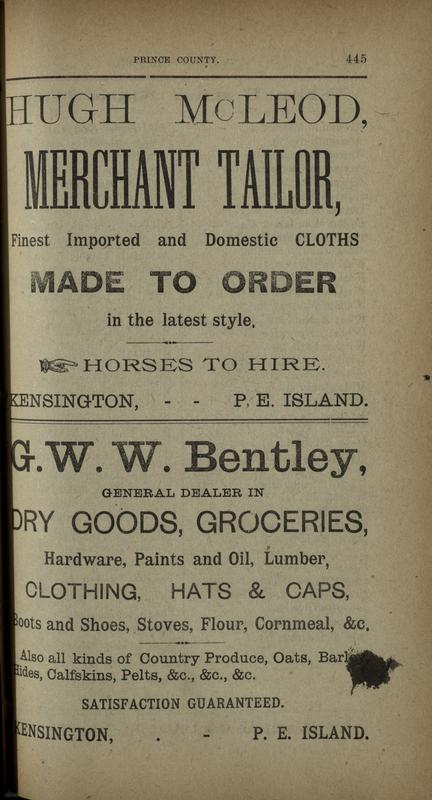 PRINCE COUNTY. 445
HUGH McLEOD,
MERCHANT TAILOR,
Finest Imported and Domestic CLOTHS
MADE TO ORDER
in the latest style.
HORSES TO HIRE.
KENSINGTON, - - P. E. ISLAND.
G. W. W. Bentley,
GENERAL DEALER IN
DRY GOODS, GROCERIES,
Hardware, Paints and Oil, Lumber,
CLOTHING, HATS & CAPS,
Boots and Shoes, Stoves, Flour, Cornmeal, &c.
Also all kinds of Country Produce, Oats,
Hides, Calfskins, Pelts, &c., &c., &c.
SATISFACTION GUARANTEED.
KENSINGTON, . - P. E. ISLAND.